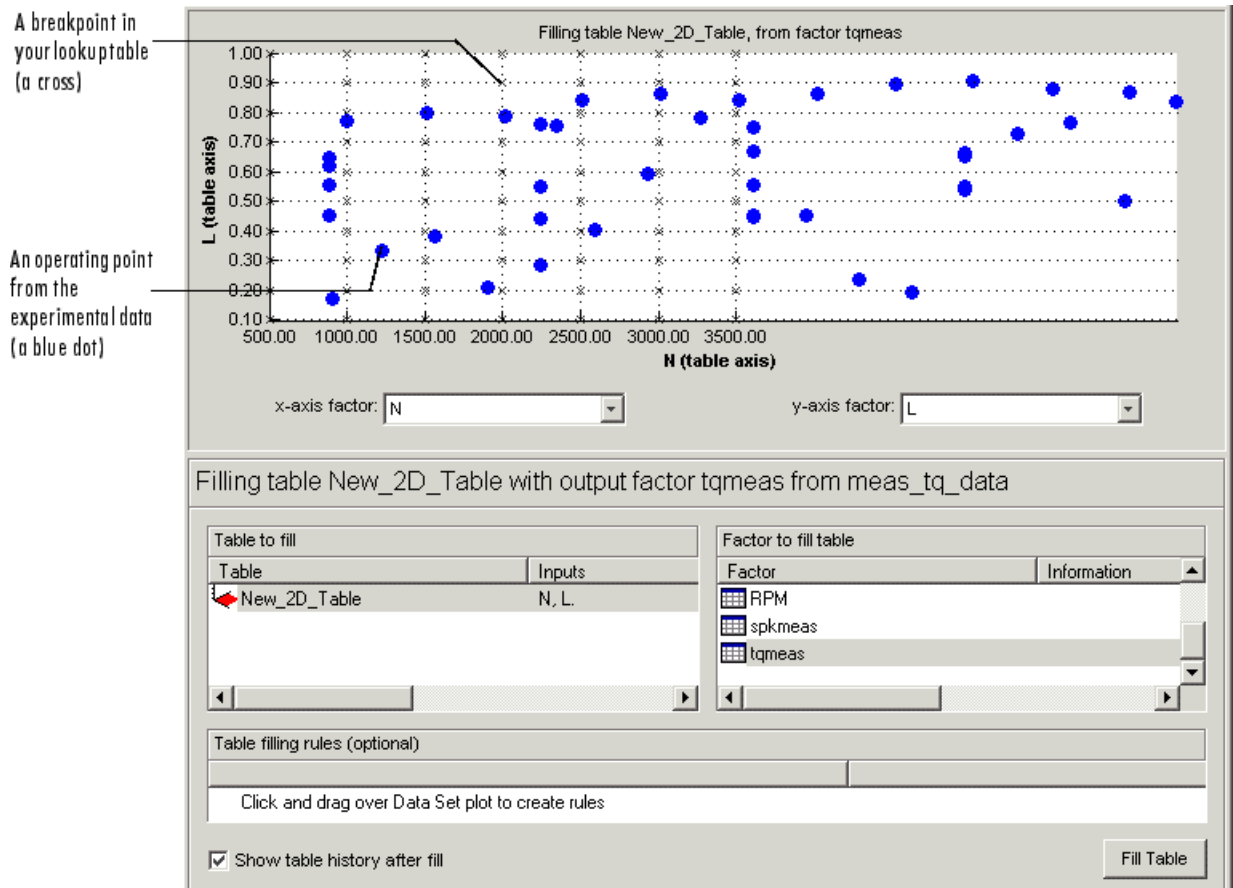 A breakpoint in
your lookup table
(a cross)
Filling table New_2D_Table, from factor tqmeas
1.00
0.90
0.80
0.70
0.60
0.50
0.40
0.30
0.20
0.10
L (table axis)
An operating point
from the
experimental data
(a blue dot)
500.00 1000.00 1500.00 2000.00 2500.00 3000.00 3500.00
N (table axis)
x-axis factor: N
y-axis factor: L
Filling table New_2D_Table with output factor tqmeas from meas_tq_data
Table to fill
Table Inputs
New_2D_Table N, L.
Factor to fill table
Factor Information
RPM
spkmeas
tqmeas
Table filling rules (optional)
Click and drag over Data Set plot to create rules
Show table history after fill
Fill Table